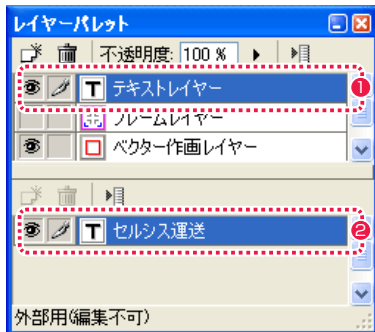 レイヤーパレット
不透明度: 100 %
T テキストレイヤー 1
フレームレイヤー
ベクター作画レイヤー
T セルシス運送 2
外部用(編集不可)